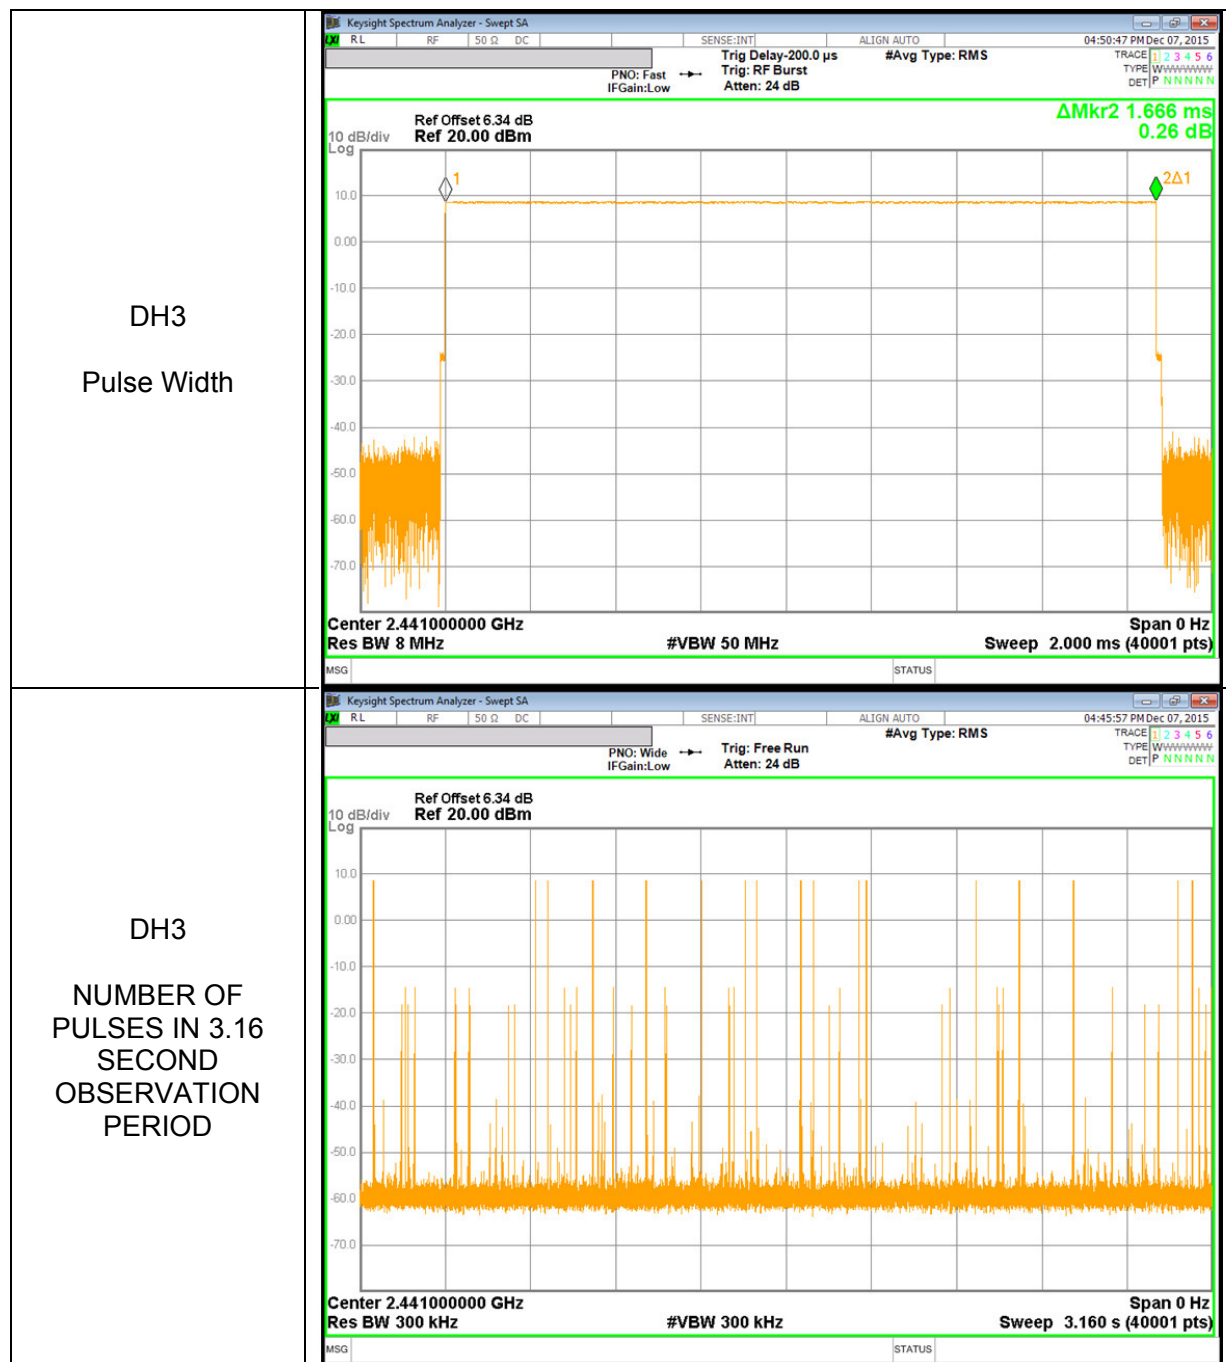 DH3
Pulse Width
Keysight Spectrum Analyzer - Swept SA
LXI RL RF 50 Ω DC SENSE:INT ALIGN AUTO 04:50:47 PM Dec 07, 2015
Trig Delay-200.0 µs #Avg Type: RMS TRACE 1 2 3 4 5 6
PNO: Fast Trig: RF Burst TYPE WWWWWW
IFGain:Low Atten: 24 dB DET P N N N N N
ΔMkr2 1.666 ms
0.26 dB
Ref Offset 6.34 dB
10 dB/div Ref 20.00 dBm
Log
1
2Δ1
10.0
0.00
-10.0
-20.0
-30.0
-40.0
-50.0
-60.0
-70.0
Center 2.441000000 GHz Span 0 Hz
Res BW 8 MHz #VBW 50 MHz Sweep 2.000 ms (40001 pts)
MSG STATUS
DH3
NUMBER OF
PULSES IN 3.16
SECOND
OBSERVATION
PERIOD
Keysight Spectrum Analyzer - Swept SA
LXI RL RF 50 Ω DC SENSE:INT ALIGN AUTO 04:45:57 PM Dec 07, 2015
#Avg Type: RMS TRACE 1 2 3 4 5 6
PNO: Wide Trig: Free Run TYPE WWWWWW
IFGain:Low Atten: 24 dB DET P N N N N N
Ref Offset 6.34 dB
10 dB/div Ref 20.00 dBm
Log
10.0
0.00
-10.0
-20.0
-30.0
-40.0
-50.0
-60.0
-70.0
Center 2.441000000 GHz Span 0 Hz
Res BW 300 kHz #VBW 300 kHz Sweep 3.160 s (40001 pts)
MSG STATUS